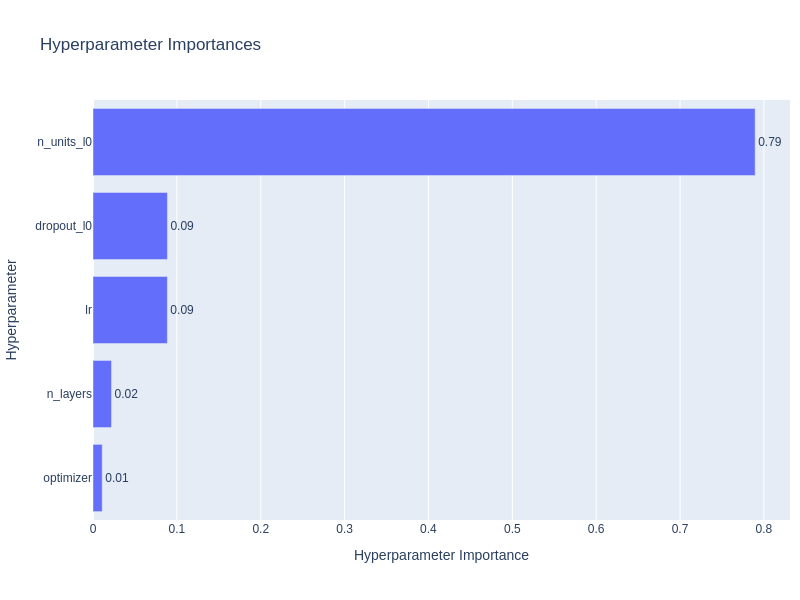 Hyperparameter Importances
Hyperparameter
n_units_l0 0.79
dropout_l0 0.09
lr 0.09
n_layers 0.02
optimizer 0.01
0 0.1 0.2 0.3 0.4 0.5 0.6 0.7 0.8
Hyperparameter Importance